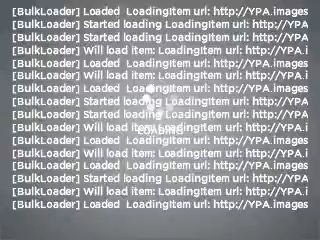 [BulkLoader] Loaded  LoadingItem url: http://YPA.images
[BulkLoader] Started loading LoadingItem url: http://YPA
[BulkLoader] Loaded  LoadingItem url: http://YPA.images
[BulkLoader] Will load item: LoadingItem url: http://YPA.i
[BulkLoader] Loaded  LoadingItem url: http://YPA.images
[BulkLoader] Will load item: LoadingItem url: http://YPA.i
[BulkLoader] Loaded  LoadingItem url: http://YPA.images
[BulkLoader] Started loading LoadingItem url: http://YPA
[BulkLoader] Started loading LoadingItem url: http://YPA
[BulkLoader] Will load item: LoadingItem url: http://YPA.i
LOADING
[BulkLoader] Loaded  LoadingItem url: http://YPA.images
[BulkLoader] Will load item: LoadingItem url: http://YPA.i
[BulkLoader] Loaded  LoadingItem url: http://YPA.images
[BulkLoader] Started loading LoadingItem url: http://YPA
[BulkLoader] Will load item: LoadingItem url: http://YPA.i
[BulkLoader] Loaded  LoadingItem url: http://YPA.images